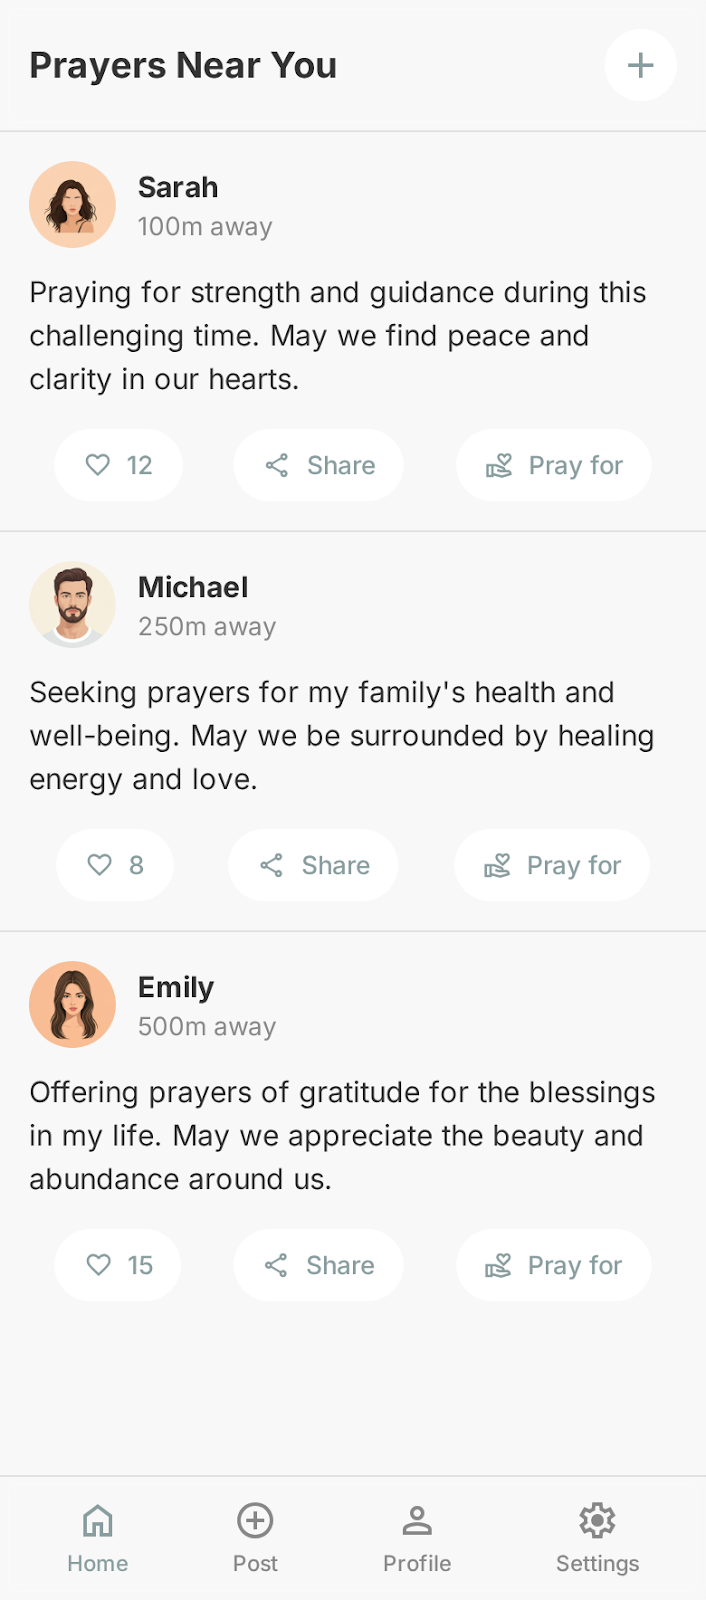 Prayers Near You
Sarah
100m away
Praying for strength and guidance during this
challenging time. May we find peace and
clarity in our hearts.
12
Share
Pray for
Michael
250m away
Seeking prayers for my family's health and
well-being. May we be surrounded by healing
energy and love.
8
Share
Pray for
Emily
500m away
Offering prayers of gratitude for the blessings
in my life. May we appreciate the beauty and
abundance around us.
15
Share
Pray for
Home
Post
Profile
Settings